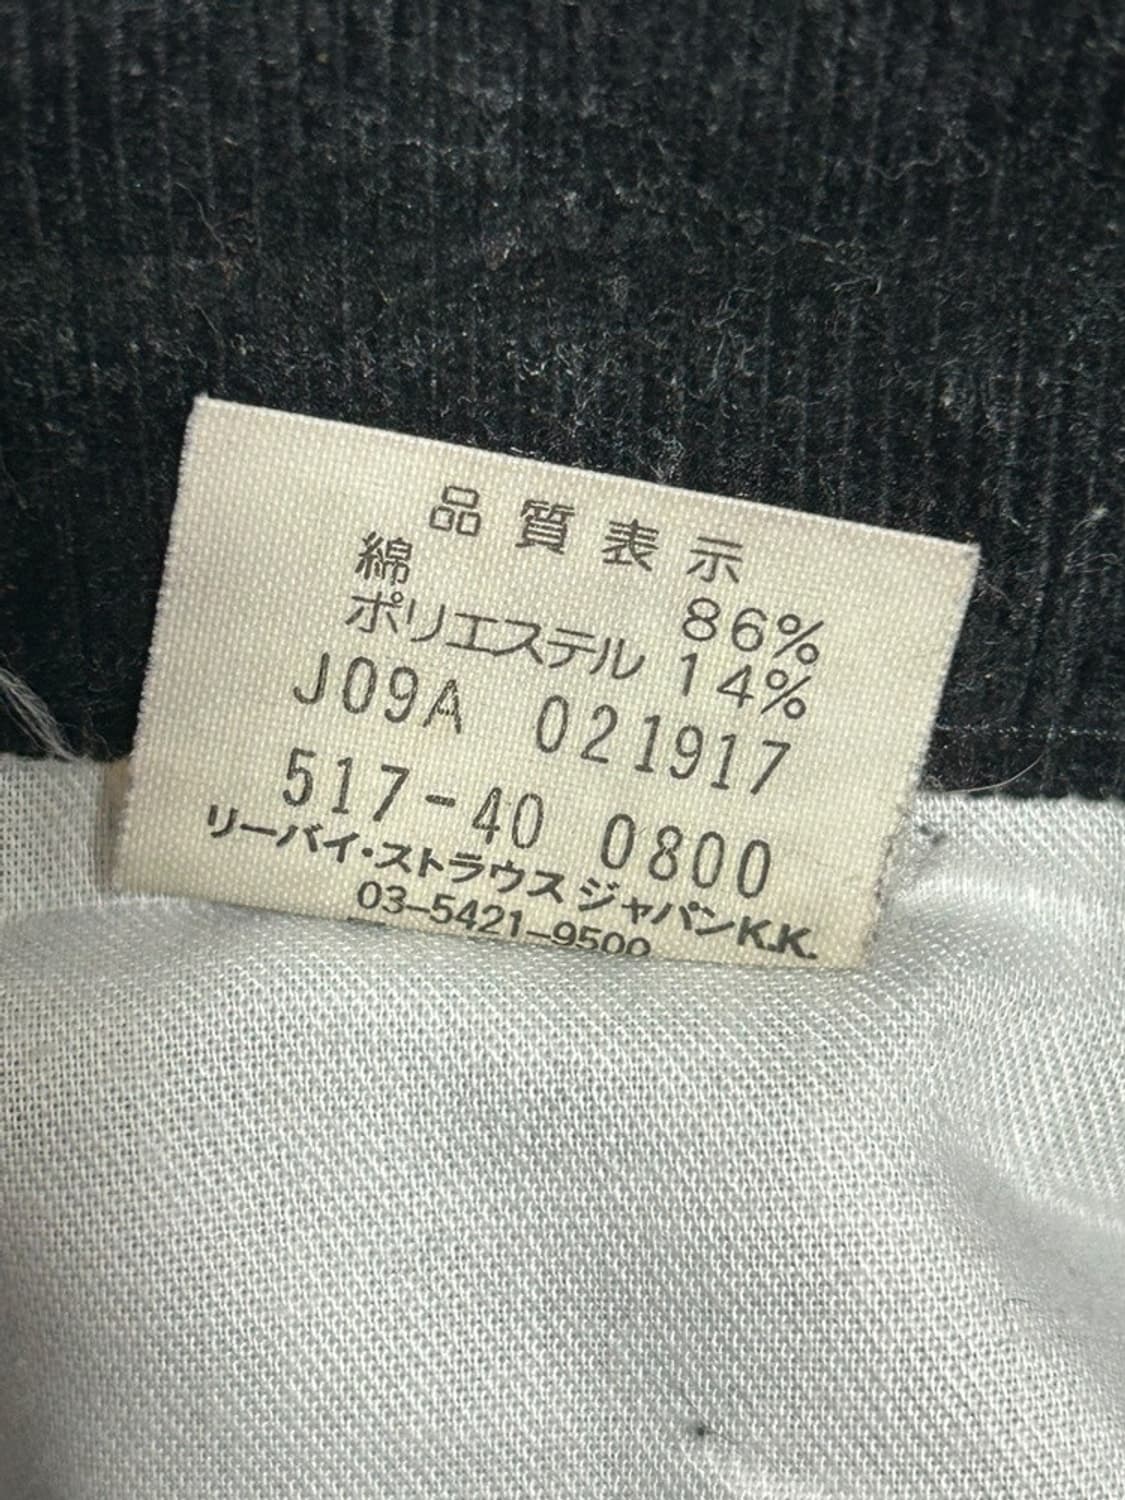 品質表示
綿 86%
ポリエステル 14%
J09A 021917
517-40 0800
リーバイ・ストラウス ジャパンK.K.
03-5421-9500